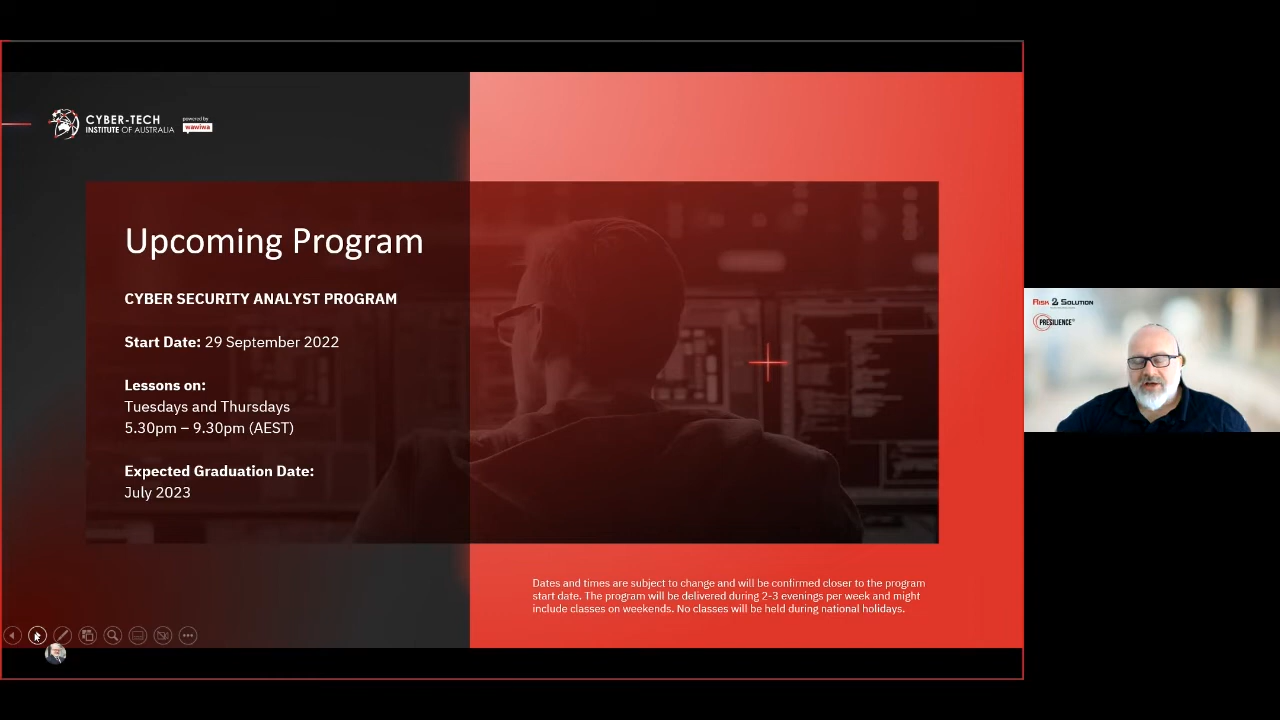 CYBER-TECH
INSTITUTE OF AUSTRALIA
powered by
wawiwa
Upcoming Program
CYBER SECURITY ANALYST PROGRAM
Start Date: 29 September 2022
Lessons on:
Tuesdays and Thursdays
5.30pm – 9.30pm (AEST)
Expected Graduation Date:
July 2023
Dates and times are subject to change and will be confirmed closer to the program
start date. The program will be delivered during 2-3 evenings per week and might
include classes on weekends. No classes will be held during national holidays.
RISK 2 SOLUTION
PRESILIENCE